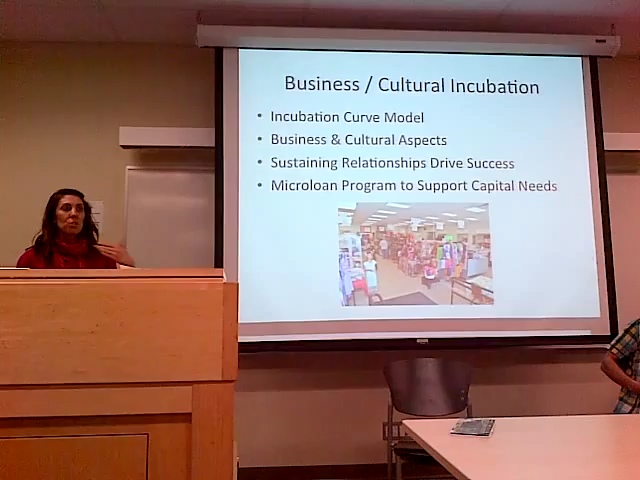 Business / Cultural Incubation
• Incubation Curve Model
• Business & Cultural Aspects
• Sustaining Relationships Drive Success
• Microloan Program to Support Capital Needs